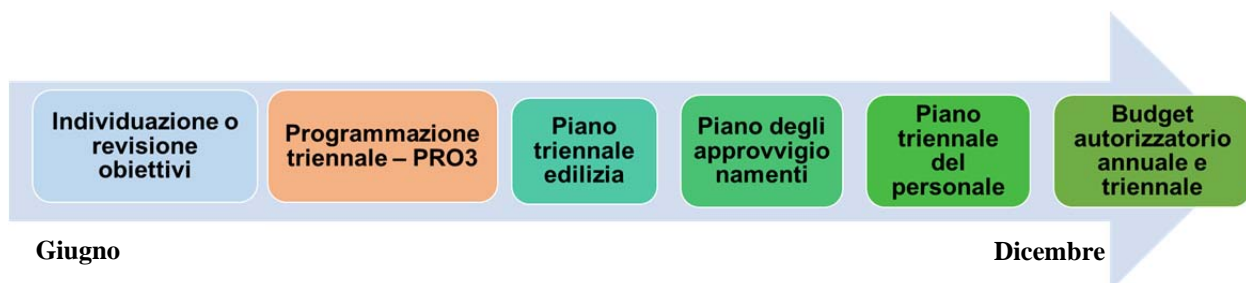 Individuazione o
revisione
obiettivi
Programmazione
triennale – PRO3
Piano
triennale
edilizia
Piano degli
approvvigio
namenti
Piano
triennale
del
personale
Budget
autorizzatorio
annuale e
triennale
Giugno
Dicembre